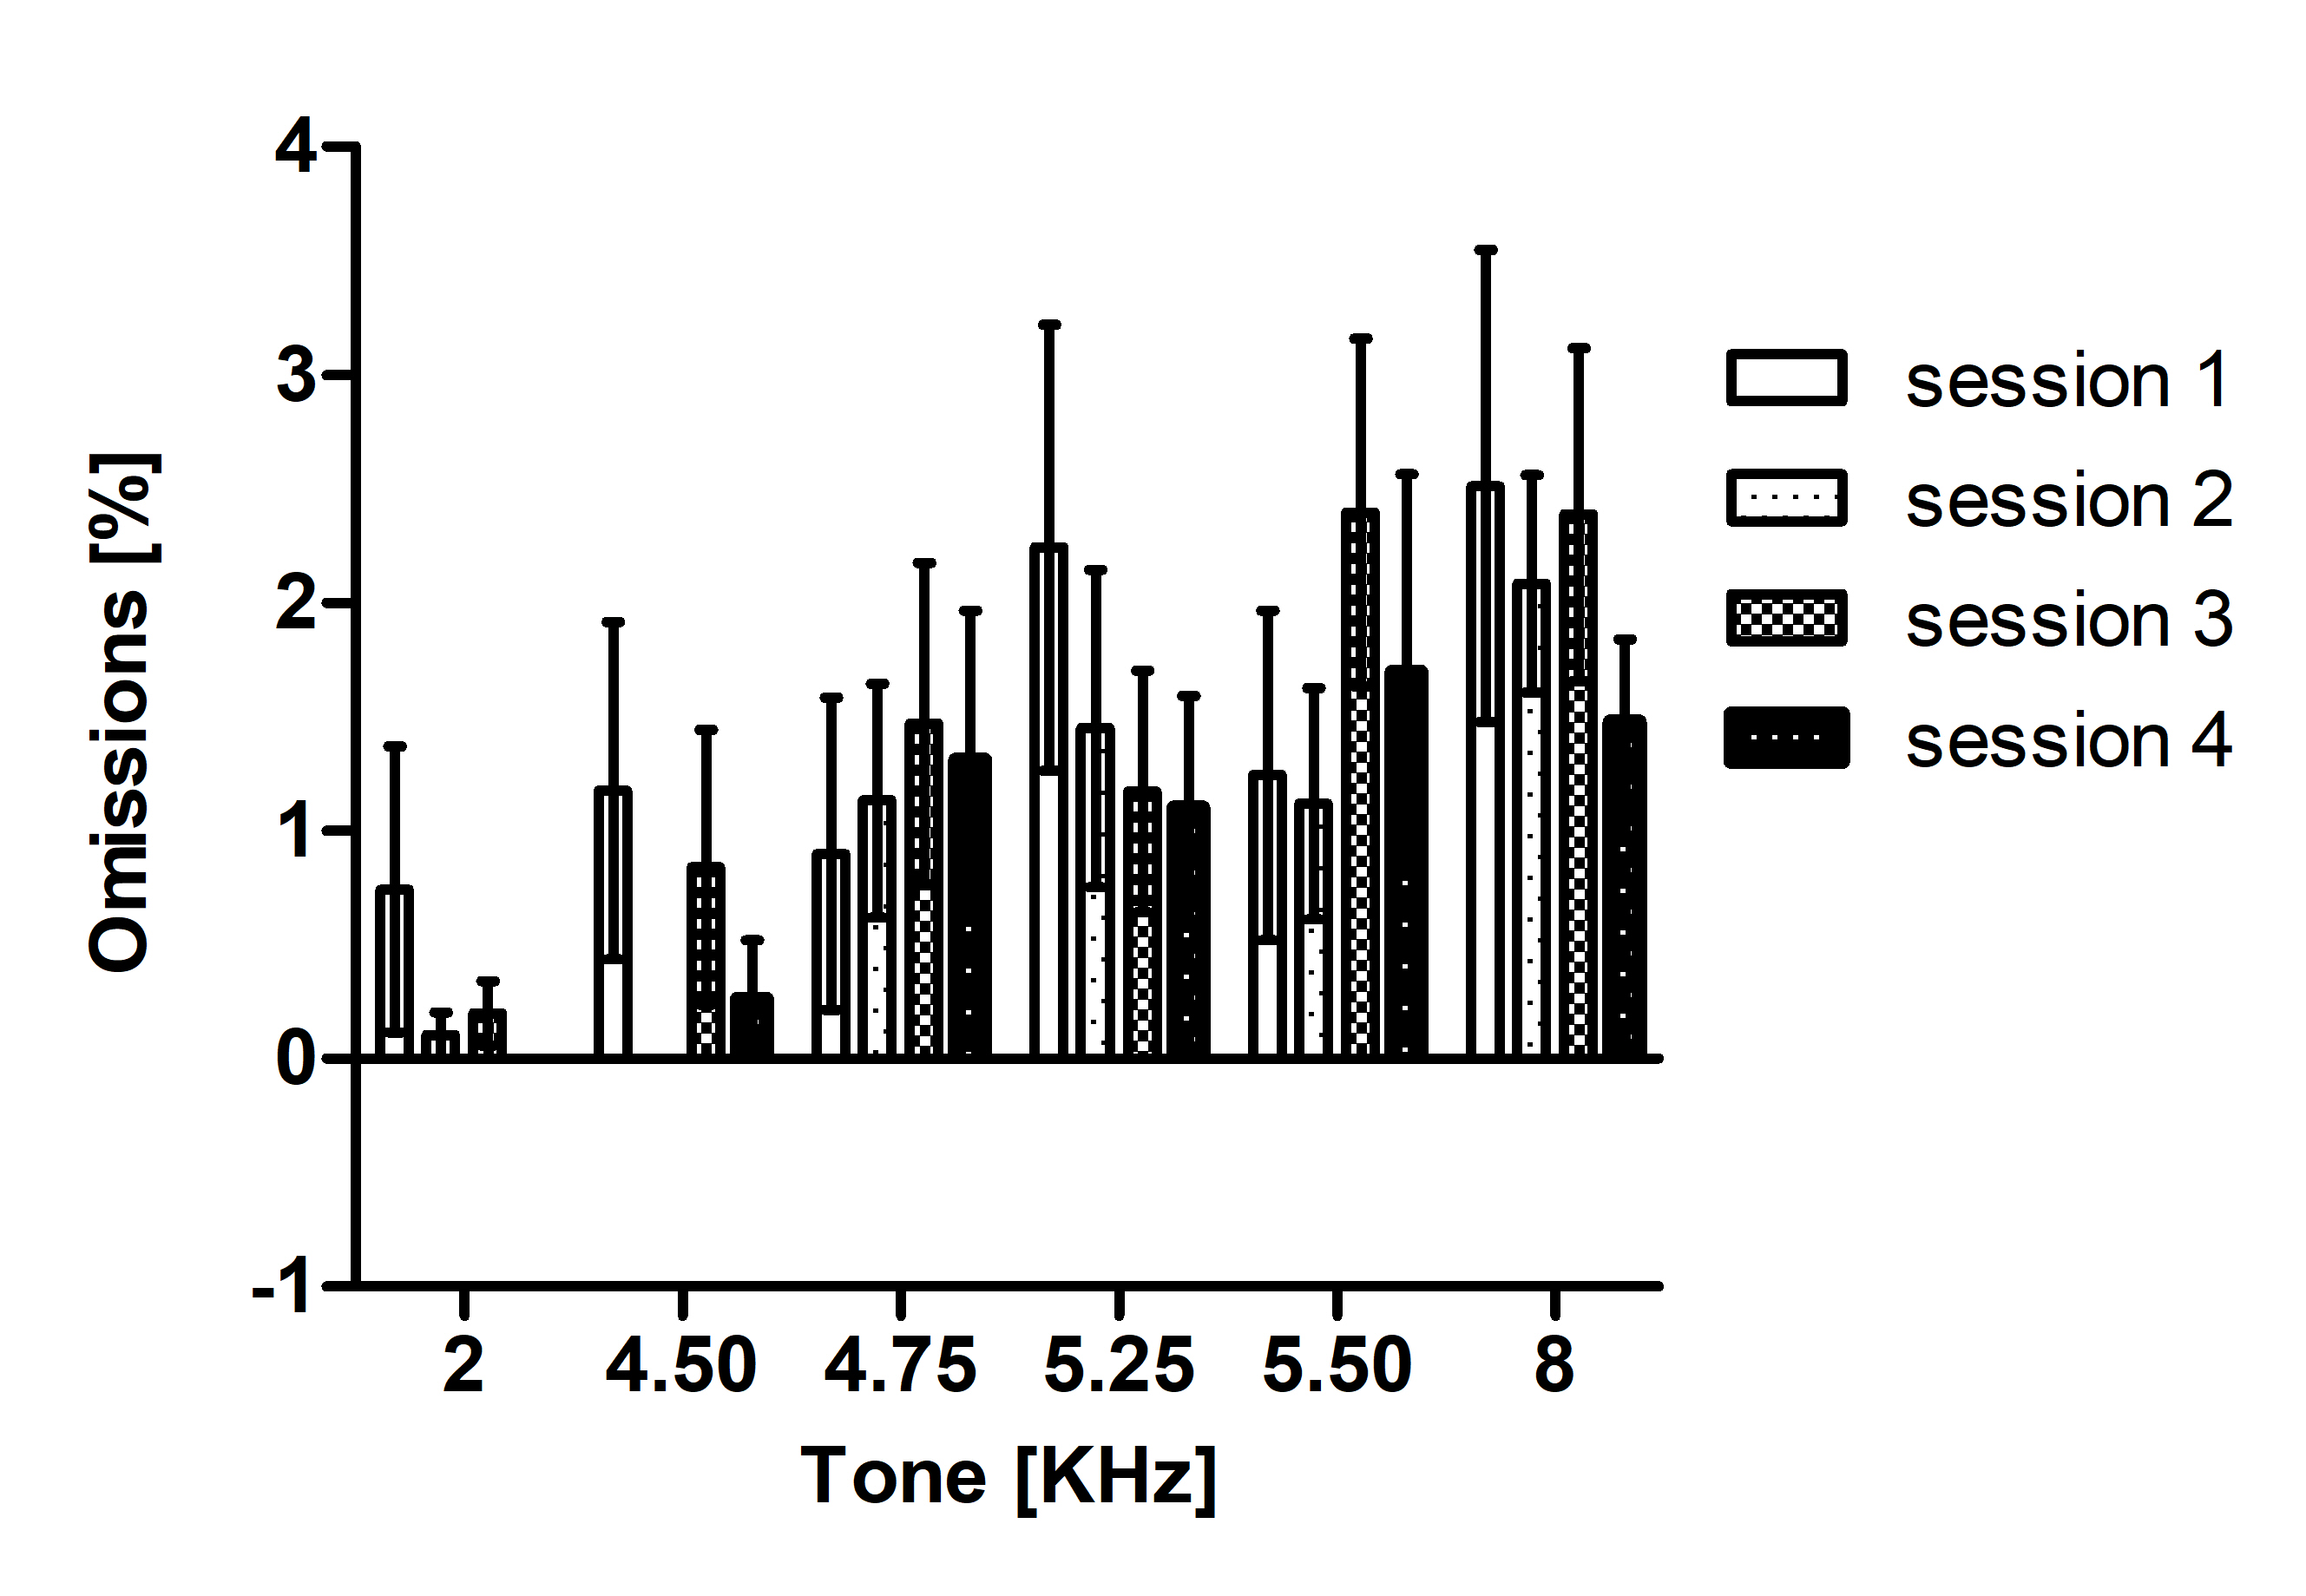 4
3
2
1
0
-1
Omissions [%]
2 4.50 4.75 5.25 5.50 8
Tone [KHz]
session 1
session 2
session 3
session 4